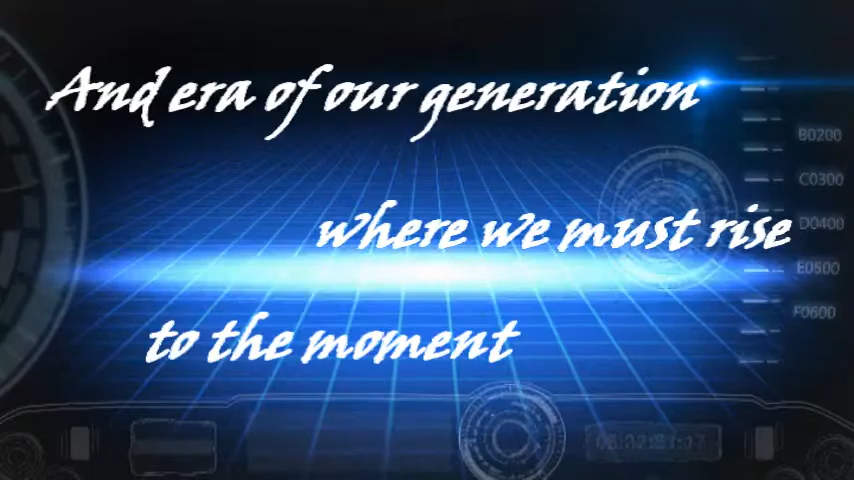 And era of our generation
where we must rise
to the moment
B0200
C0300
D0400
E0500
F0600